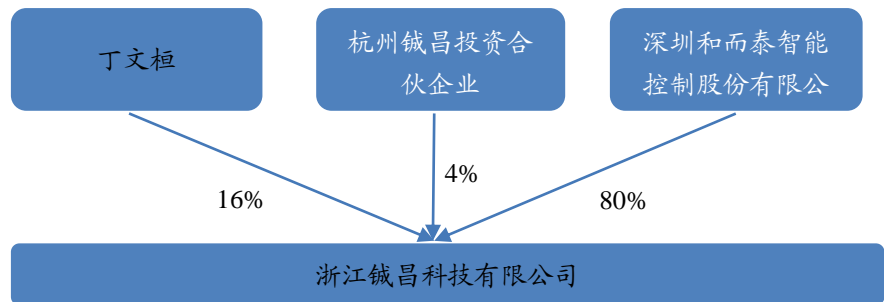 丁文桓
杭州铖昌投资合
伙企业
深圳和而泰智能
控制股份有限公
16%
4%
80%
浙江铖昌科技有限公司